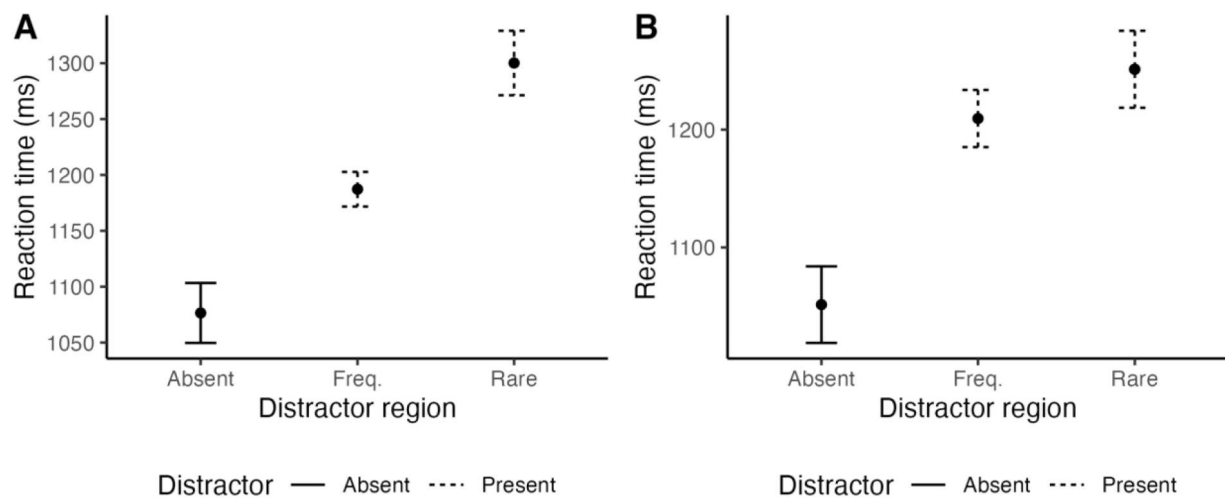 A
Reaction time (ms)
1300
1250
1200
1150
1100
1050
Absent Freq. Rare
Distractor region
Distractor Absent Present
B
Reaction time (ms)
1200
1100
Absent Freq. Rare
Distractor region
Distractor Absent Present